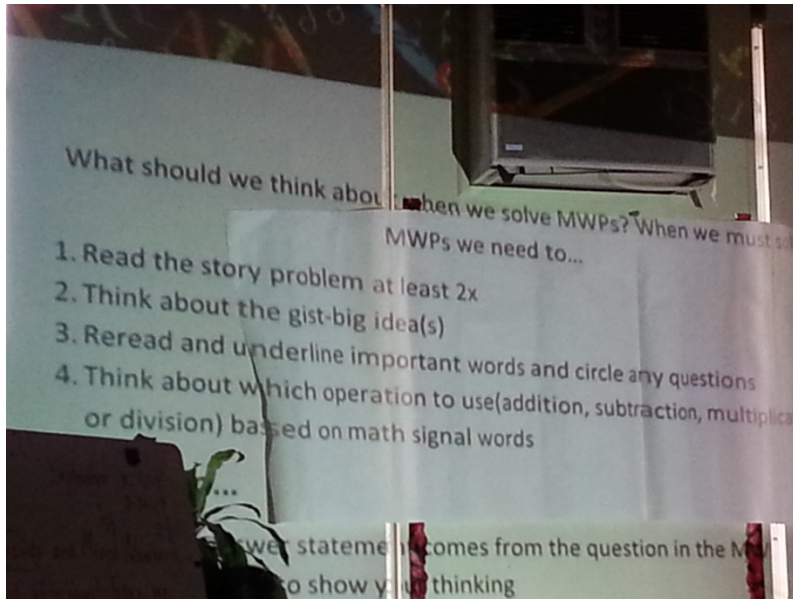 What should we think about when we solve MWPs? When we must
MWPs we need to...
1. Read the story problem at least 2x
2. Think about the gist-big idea(s)
3. Reread and underline important words and circle any questions
4. Think about which operation to use(addition, subtraction, multiplica
or division) based on math signal words
...
statement comes from the question in the
to show your thinking